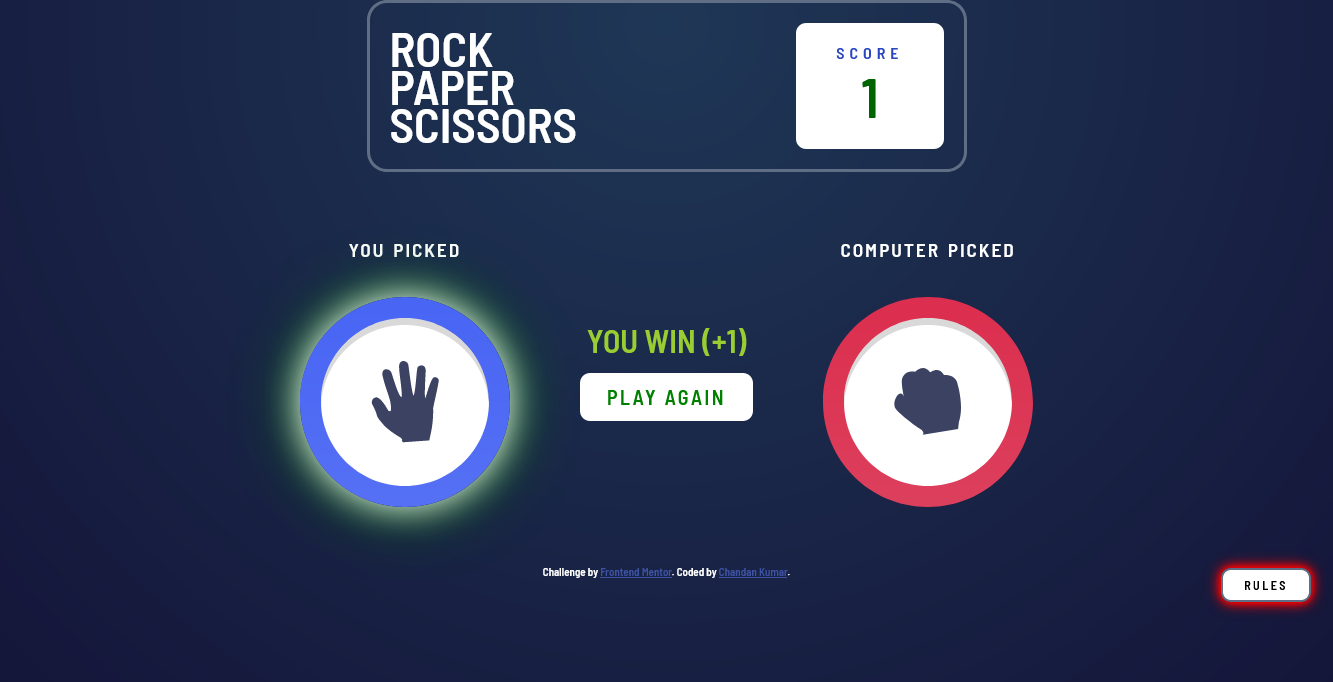 ROCK
PAPER
SCISSORS
SCORE
1
YOU PICKED
COMPUTER PICKED
YOU WIN (+1)
PLAY AGAIN
Challenge by Frontend Mentor. Coded by Chandan Kumar.
RULES